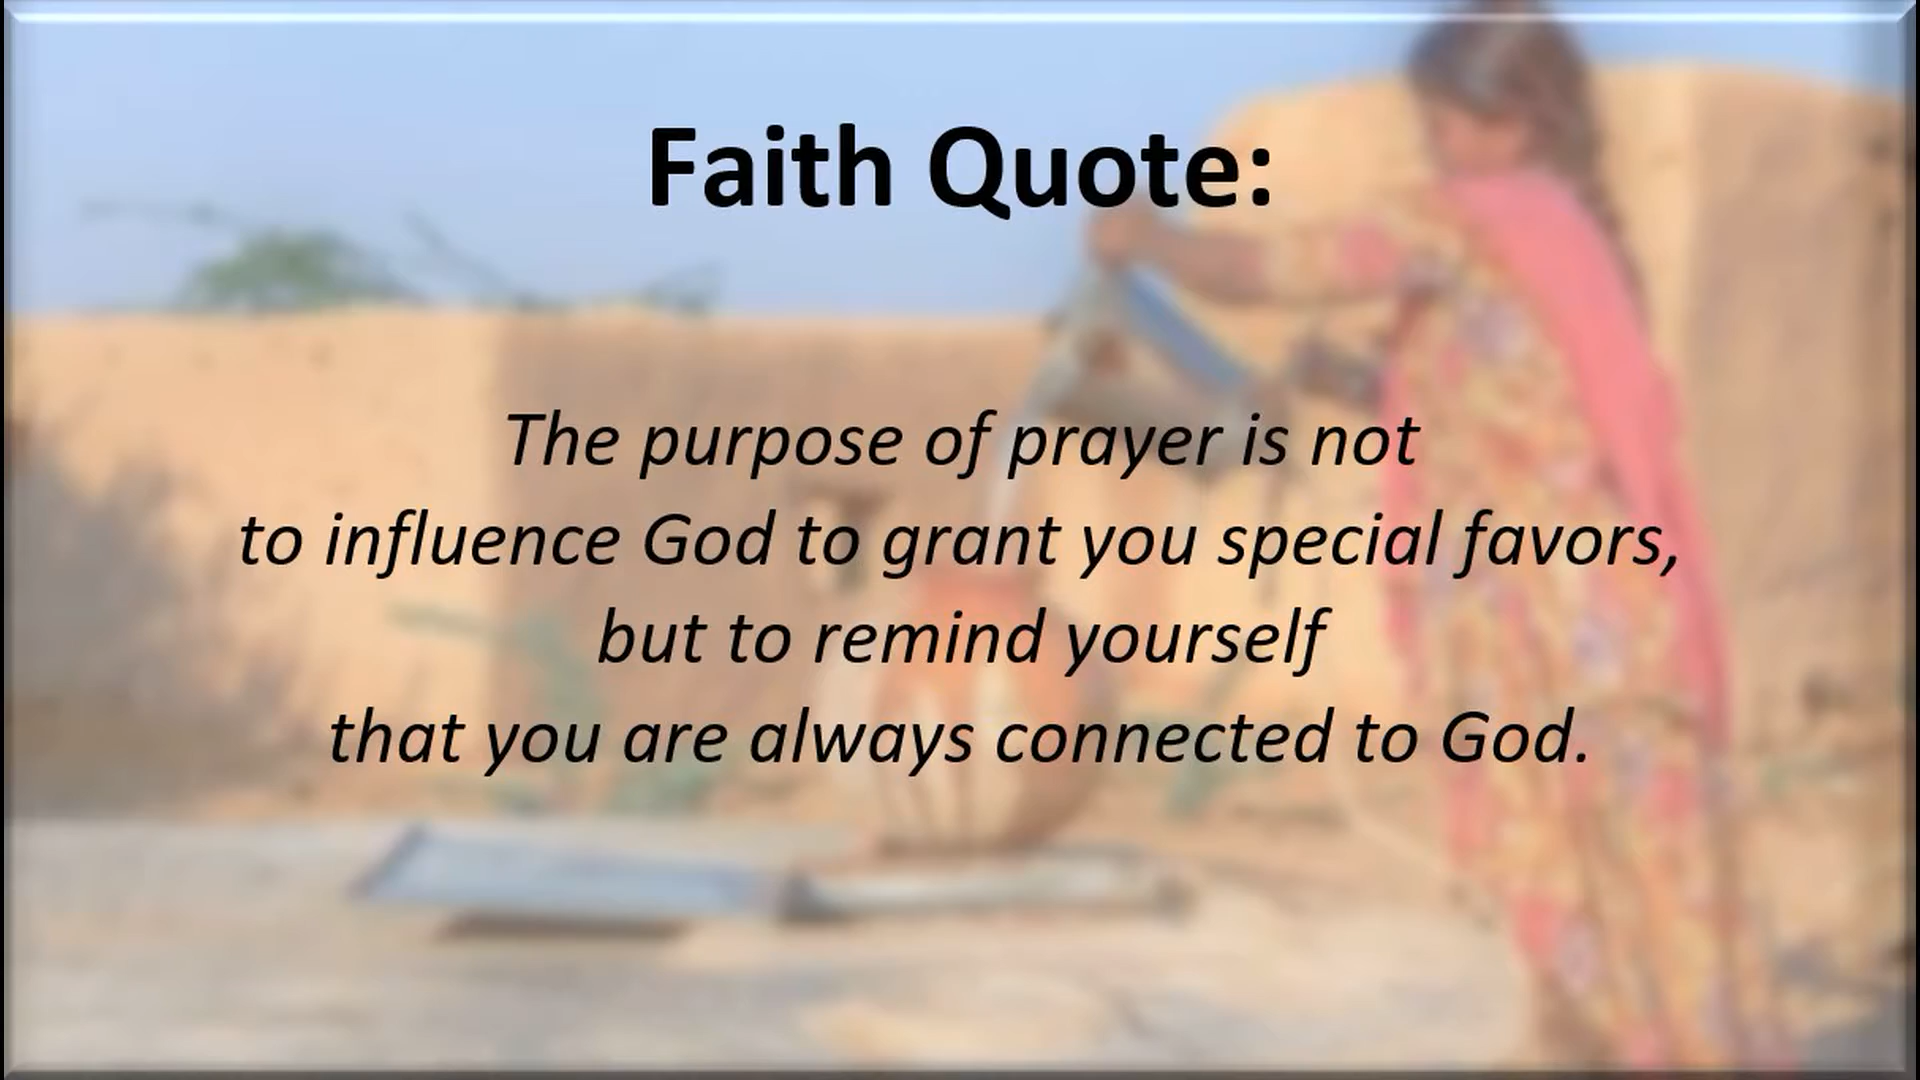 Faith Quote:
The purpose of prayer is not
to influence God to grant you special favors,
but to remind yourself
that you are always connected to God.